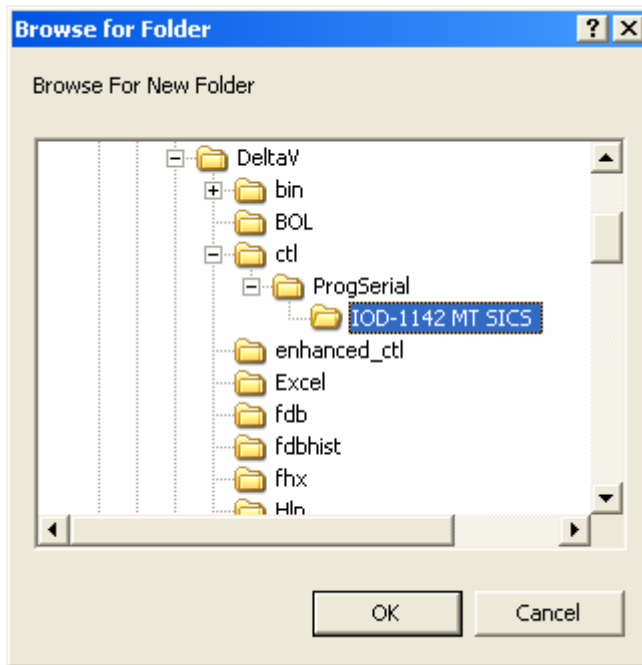 Browse for Folder
Browse For New Folder
DeltaV
bin
BOL
ctl
ProgSerial
IOD-1142 MT SICS
enhanced_ctl
Excel
fdb
fdbhist
fhx
Hlp
OK Cancel